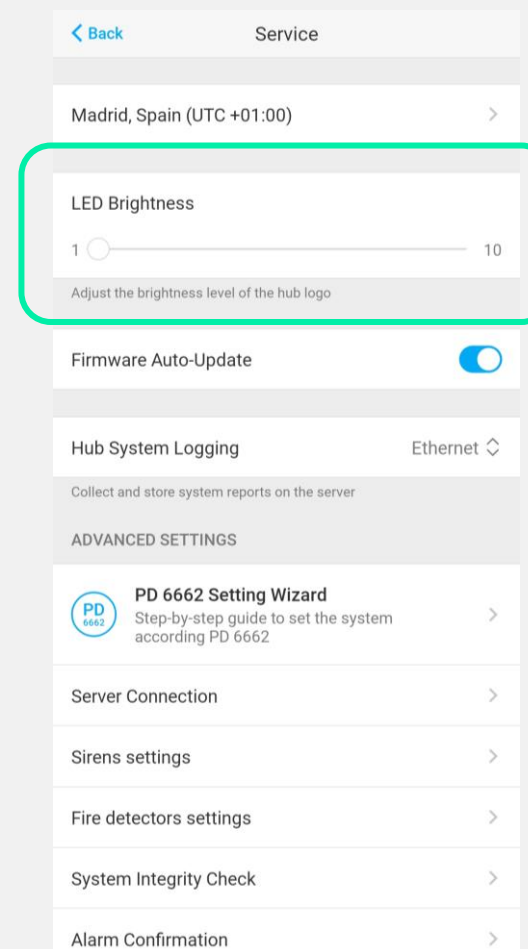 Back
Service
Madrid, Spain (UTC +01:00)
LED Brightness
1
10
Adjust the brightness level of the hub logo
Firmware Auto-Update
Hub System Logging
Ethernet
Collect and store system reports on the server
ADVANCED SETTINGS
PD
6662
PD 6662 Setting Wizard
Step-by-step guide to set the system
according PD 6662
Server Connection
Sirens settings
Fire detectors settings
System Integrity Check
Alarm Confirmation